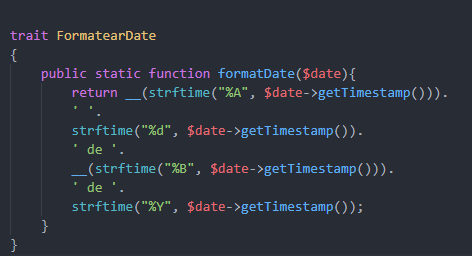 trait FormatearDate
{
    public static function formatDate($date){
        return __(strftime("%A", $date->getTimestamp())).
        ' '.
        strftime("%d", $date->getTimestamp()).
        ' de '.
        __(strftime("%B", $date->getTimestamp())).
        ' de '.
        strftime("%Y", $date->getTimestamp());
    }
}